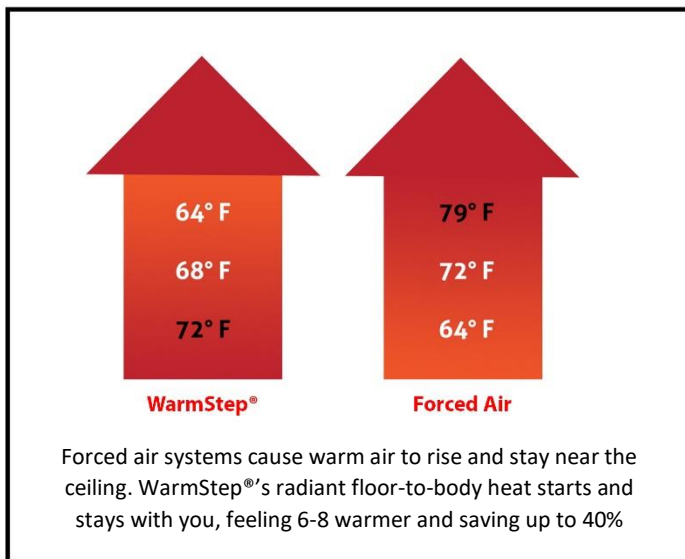 64° F
68° F
72° F
WarmStep®
79° F
72° F
64° F
Forced Air
Forced air systems cause warm air to rise and stay near the
ceiling. WarmStep®'s radiant floor-to-body heat starts and
stays with you, feeling 6-8 warmer and saving up to 40%